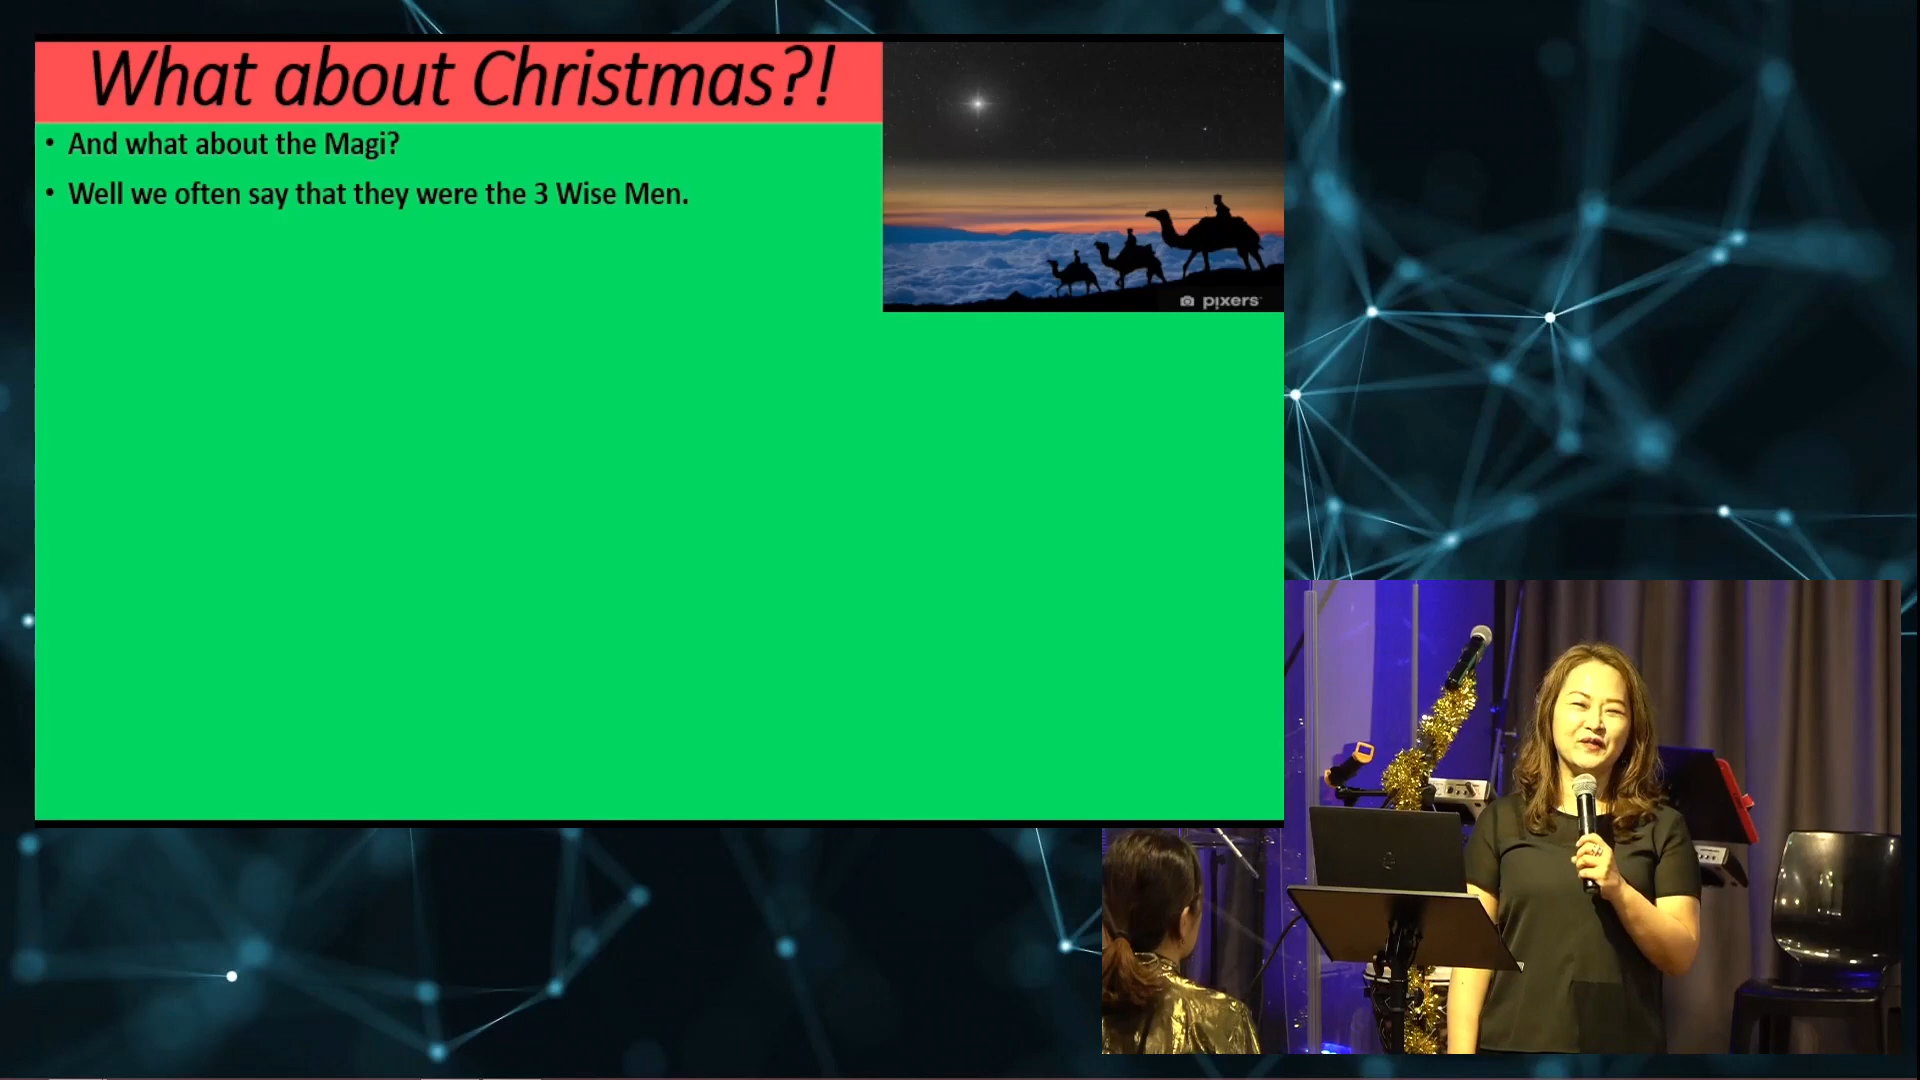 What about Christmas?!
• And what about the Magi?
• Well we often say that they were the 3 Wise Men.
pixers